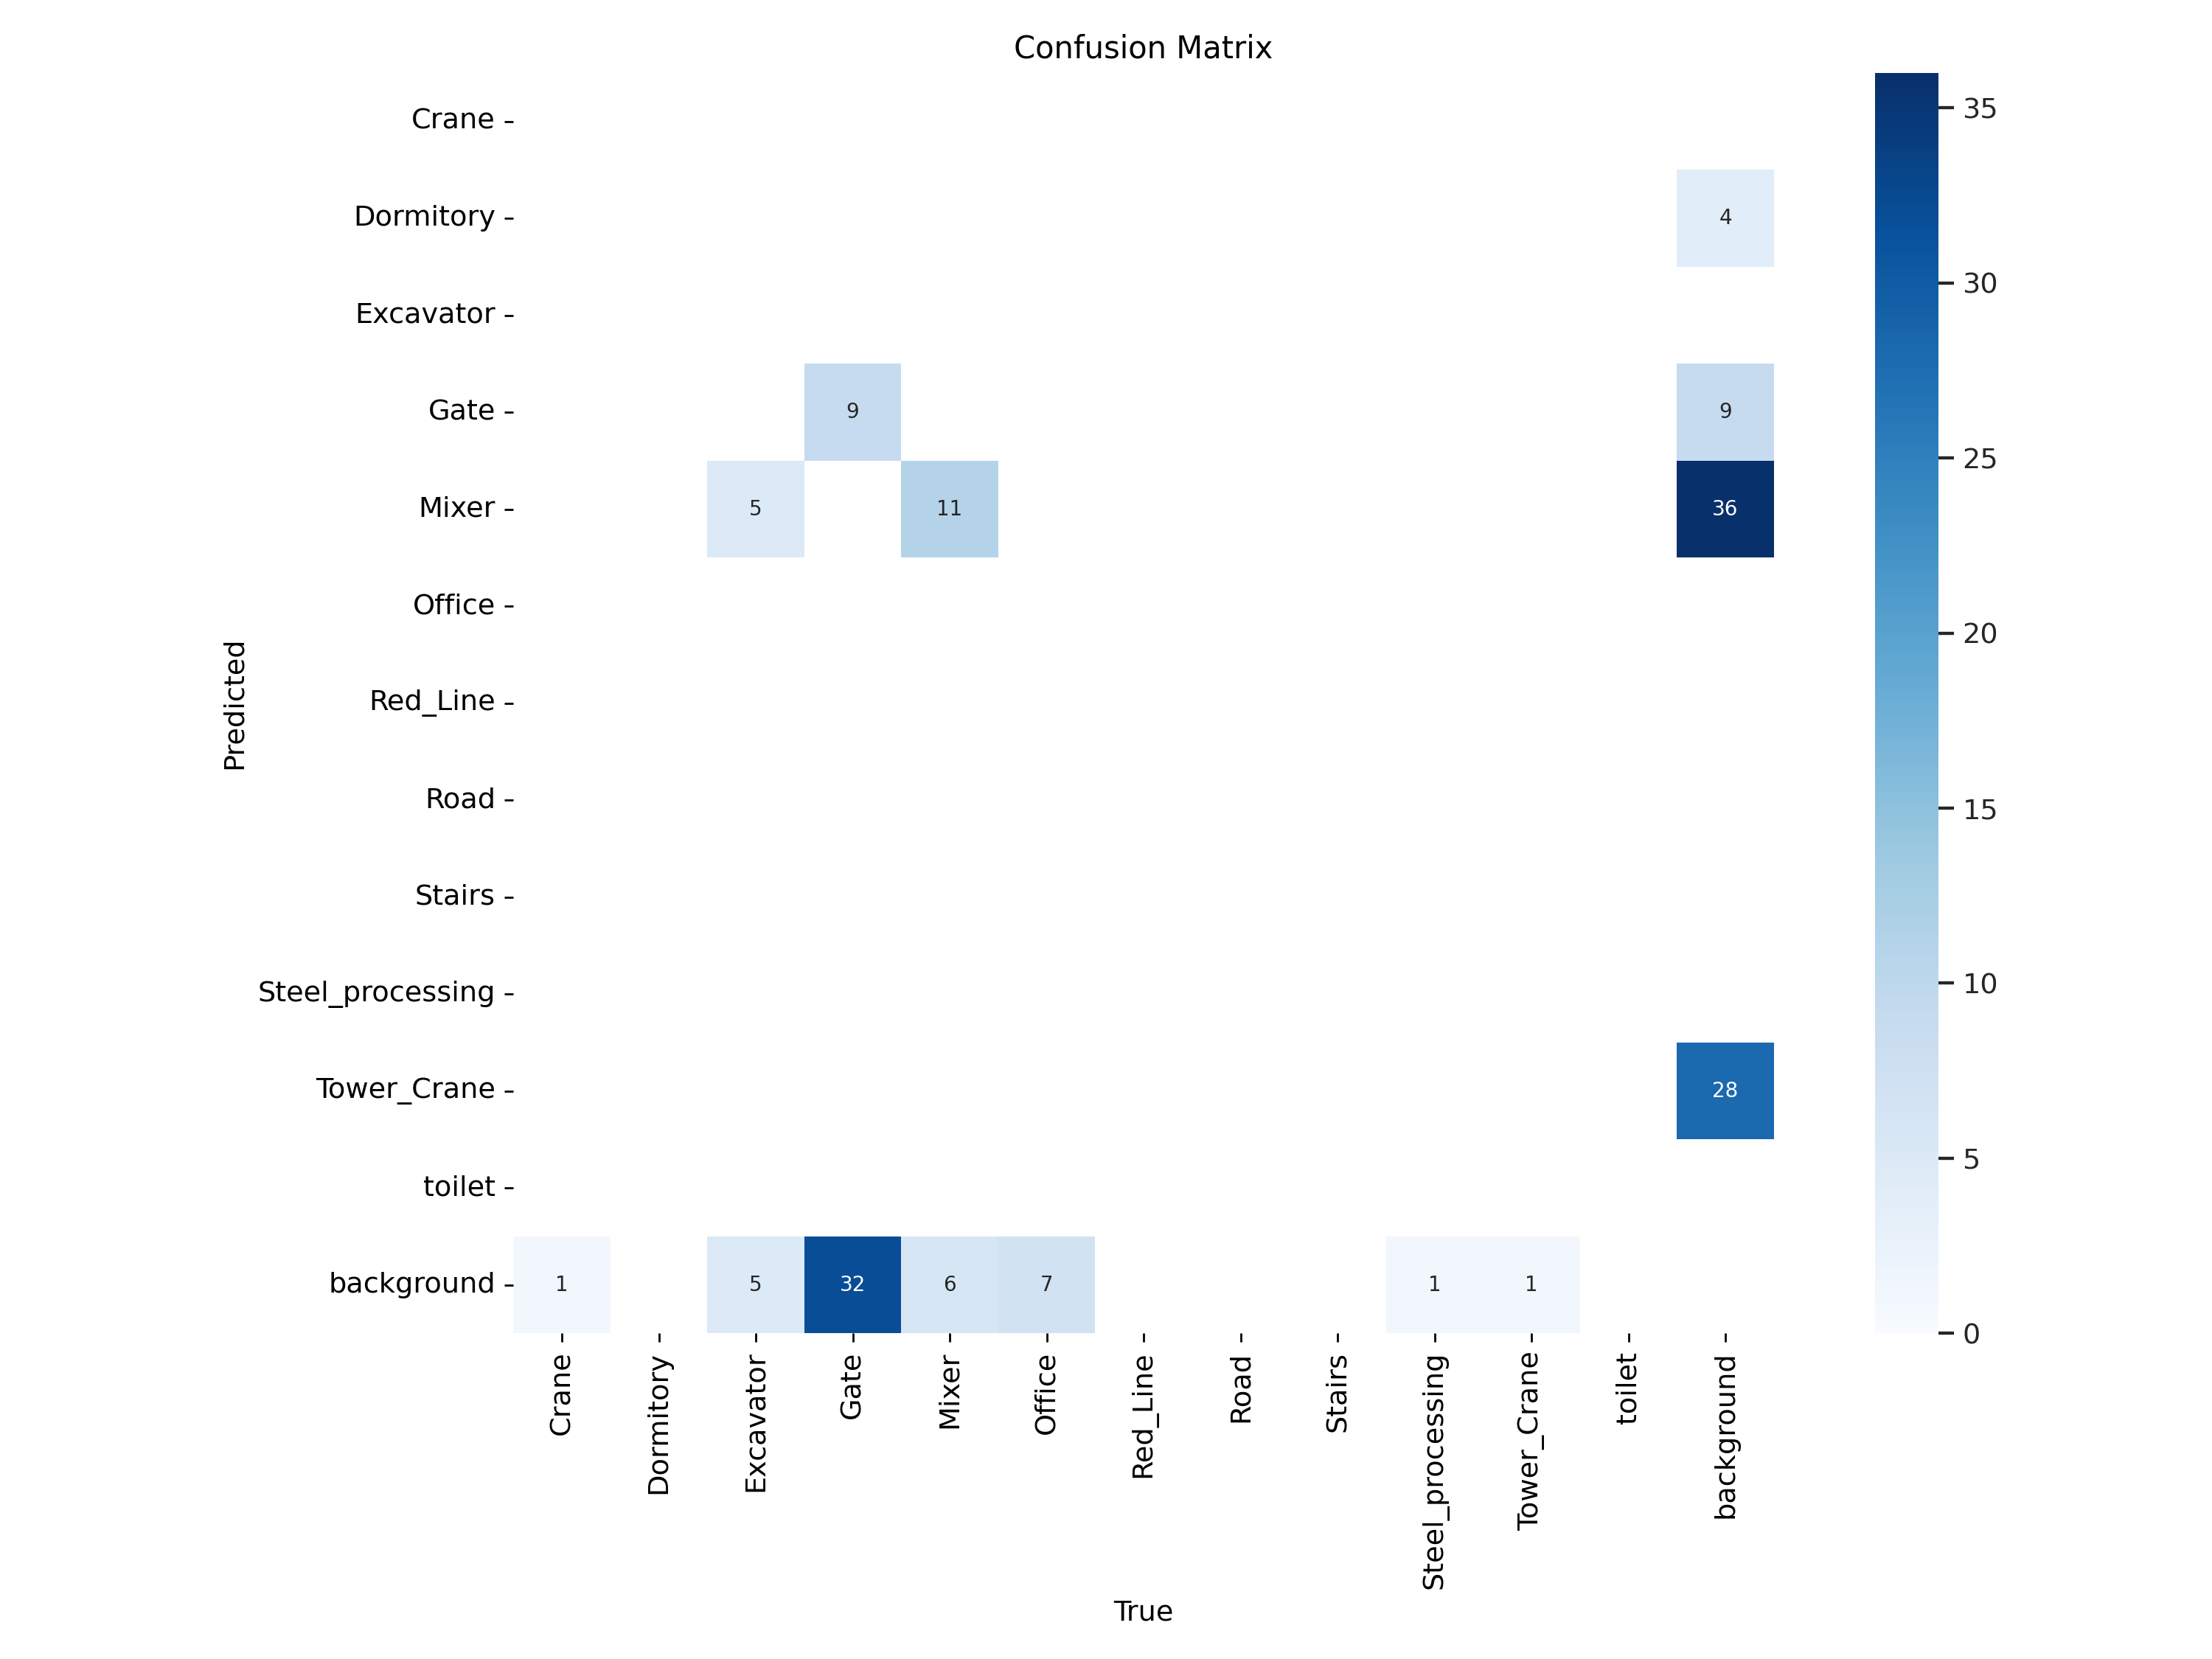 Confusion Matrix
Crane
Dormitory 4
Excavator
Gate 9 9
Mixer 5 11 36
Office
Red_Line
Road
Stairs
Steel_processing
Tower_Crane 28
toilet
background 1 5 32 6 7 1 1
Predicted
Crane Dormitory Excavator Gate Mixer Office Red_Line Road Stairs Steel_processing Tower_Crane toilet background
True
35
30
25
20
15
10
5
0